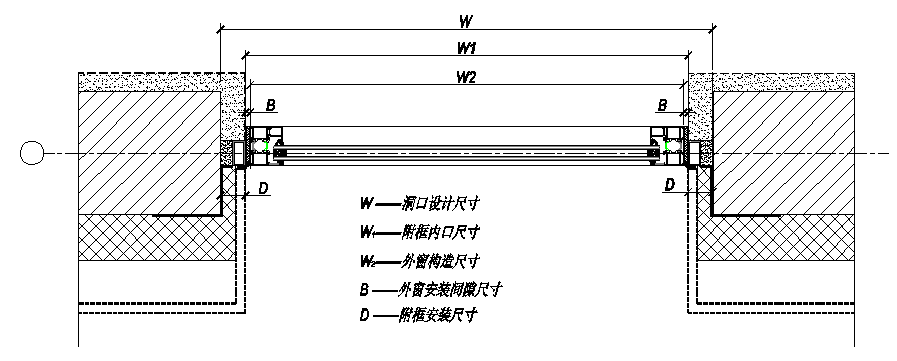 W
W1
W2
B
B
D
D
W ——洞口设计尺寸
W₁——附框内口尺寸
W₂——外窗构造尺寸
B ——外窗安装间隙尺寸
D ——附框安装尺寸